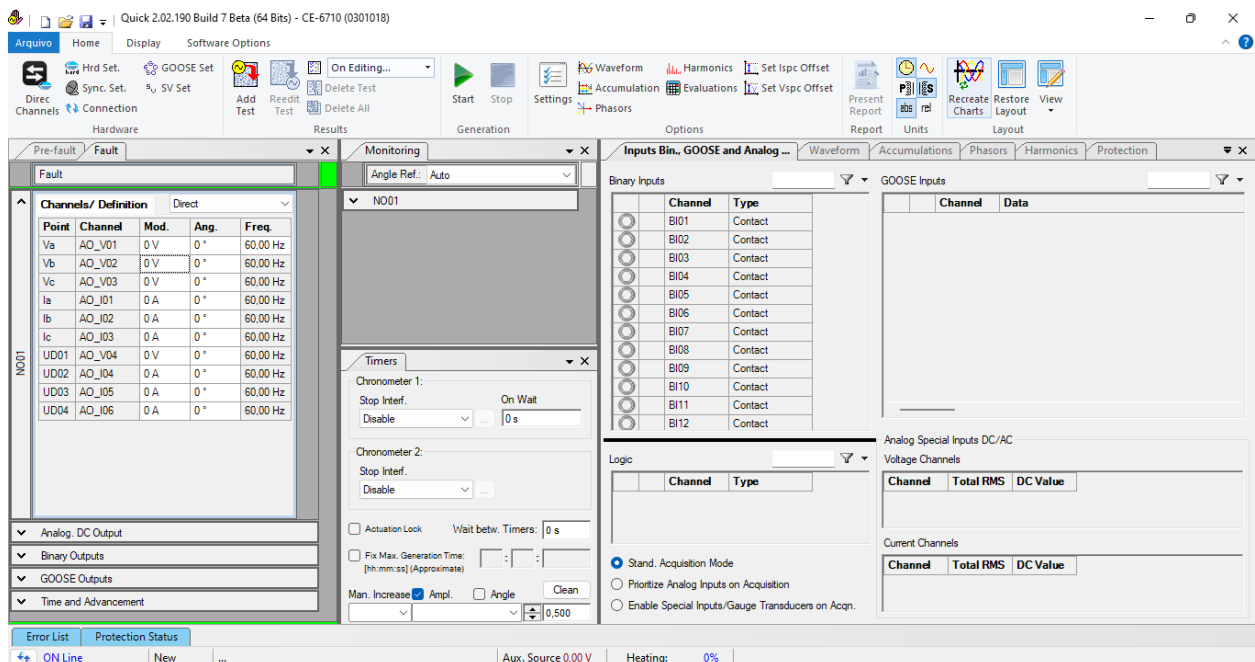 Quick 2.02.190 Build 7 Beta (64 Bits) - CE-6710 (0301018)
Arquivo Home Display Software Options
Direc Channels
Hrd Set.
Sync. Set.
Connection
GOOSE Set
SV Set
Hardware
Add Test
Reedit Test
On Editing...
Delete Test
Delete All
Results
Start
Stop
Generation
Settings
Waveform
Accumulation
Phasors
Harmonics
Evaluations
Set Ispc Offset
Set Vspc Offset
Options
Present Report
Report
abs rel
Units
Recreate Charts
Restore Layout
View
Layout
Pre-fault Fault
Fault
Channels/ Definition Direct
Point Channel Mod. Ang. Freq.
Va AO_V01 0 V 0 ° 60,00 Hz
Vb AO_V02 0 V 0 ° 60,00 Hz
Vc AO_V03 0 V 0 ° 60,00 Hz
Ia AO_I01 0 A 0 ° 60,00 Hz
Ib AO_I02 0 A 0 ° 60,00 Hz
Ic AO_I03 0 A 0 ° 60,00 Hz
UD01 AO_V04 0 V 0 ° 60,00 Hz
UD02 AO_I04 0 A 0 ° 60,00 Hz
UD03 AO_I05 0 A 0 ° 60,00 Hz
UD04 AO_I06 0 A 0 ° 60,00 Hz
NO01
Analog. DC Output
Binary Outputs
GOOSE Outputs
Time and Advancement
Monitoring
Angle Ref.: Auto
NO01
Timers
Chronometer 1:
Stop Interf. On Wait
Disable ... 0 s
Chronometer 2:
Stop Interf.
Disable ...
Actuation Lock Wait betw. Timers: 0 s
Fix Max. Generation Time: : :
[hh:mm:ss] (Approximate)
Man. Increase Ampl. Angle Clean
0,500
Inputs Bin., GOOSE and Analog ... Waveform Accumulations Phasors Harmonics Protection
Binary Inputs
Channel Type
BI01 Contact
BI02 Contact
BI03 Contact
BI04 Contact
BI05 Contact
BI06 Contact
BI07 Contact
BI08 Contact
BI09 Contact
BI10 Contact
BI11 Contact
BI12 Contact
Logic
Channel Type
Stand. Acquisition Mode
Prioritize Analog Inputs on Acquisition
Enable Special Inputs/Gauge Transducers on Acqn.
GOOSE Inputs
Channel Data
Analog Special Inputs DC/AC
Voltage Channels
Channel Total RMS DC Value
Current Channels
Channel Total RMS DC Value
Error List Protection Status
ON Line New ... Aux. Source 0.00 V Heating: 0%